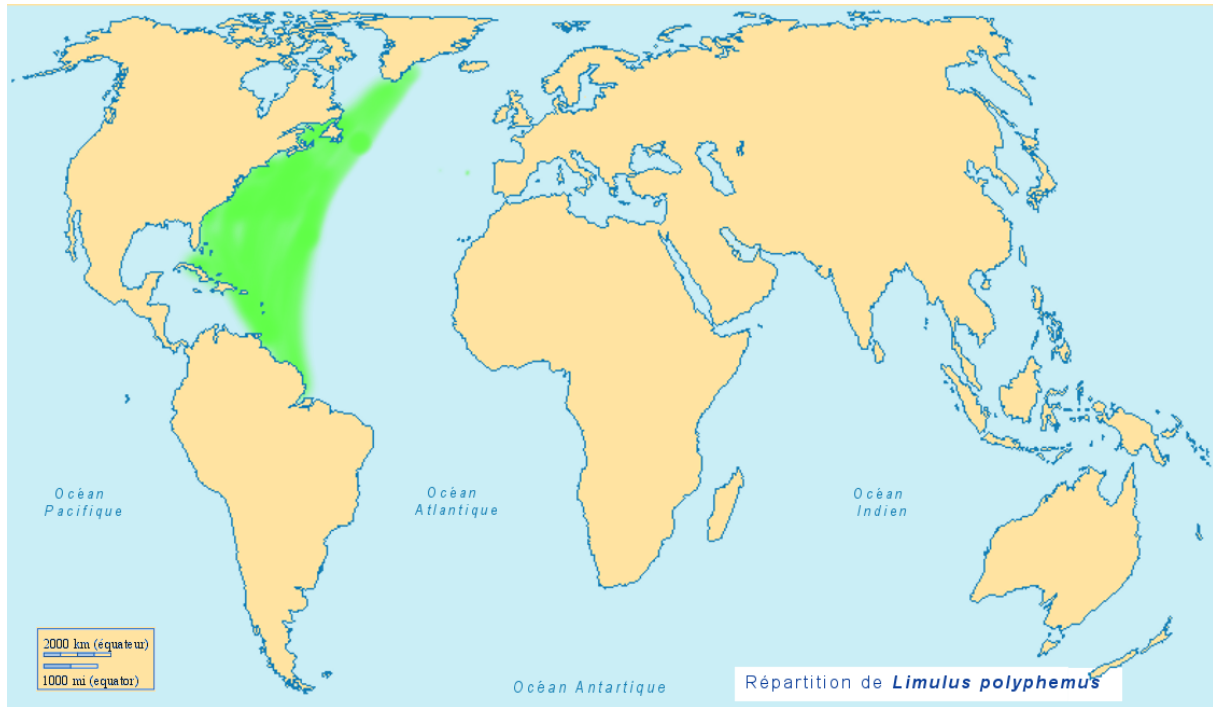 Océan
Pacifique
Océan
Atlantique
Océan
Indien
2000 km (équateur)
1000 mi (equator)
Océan Antartique
Répartition de Limulus polyphemus